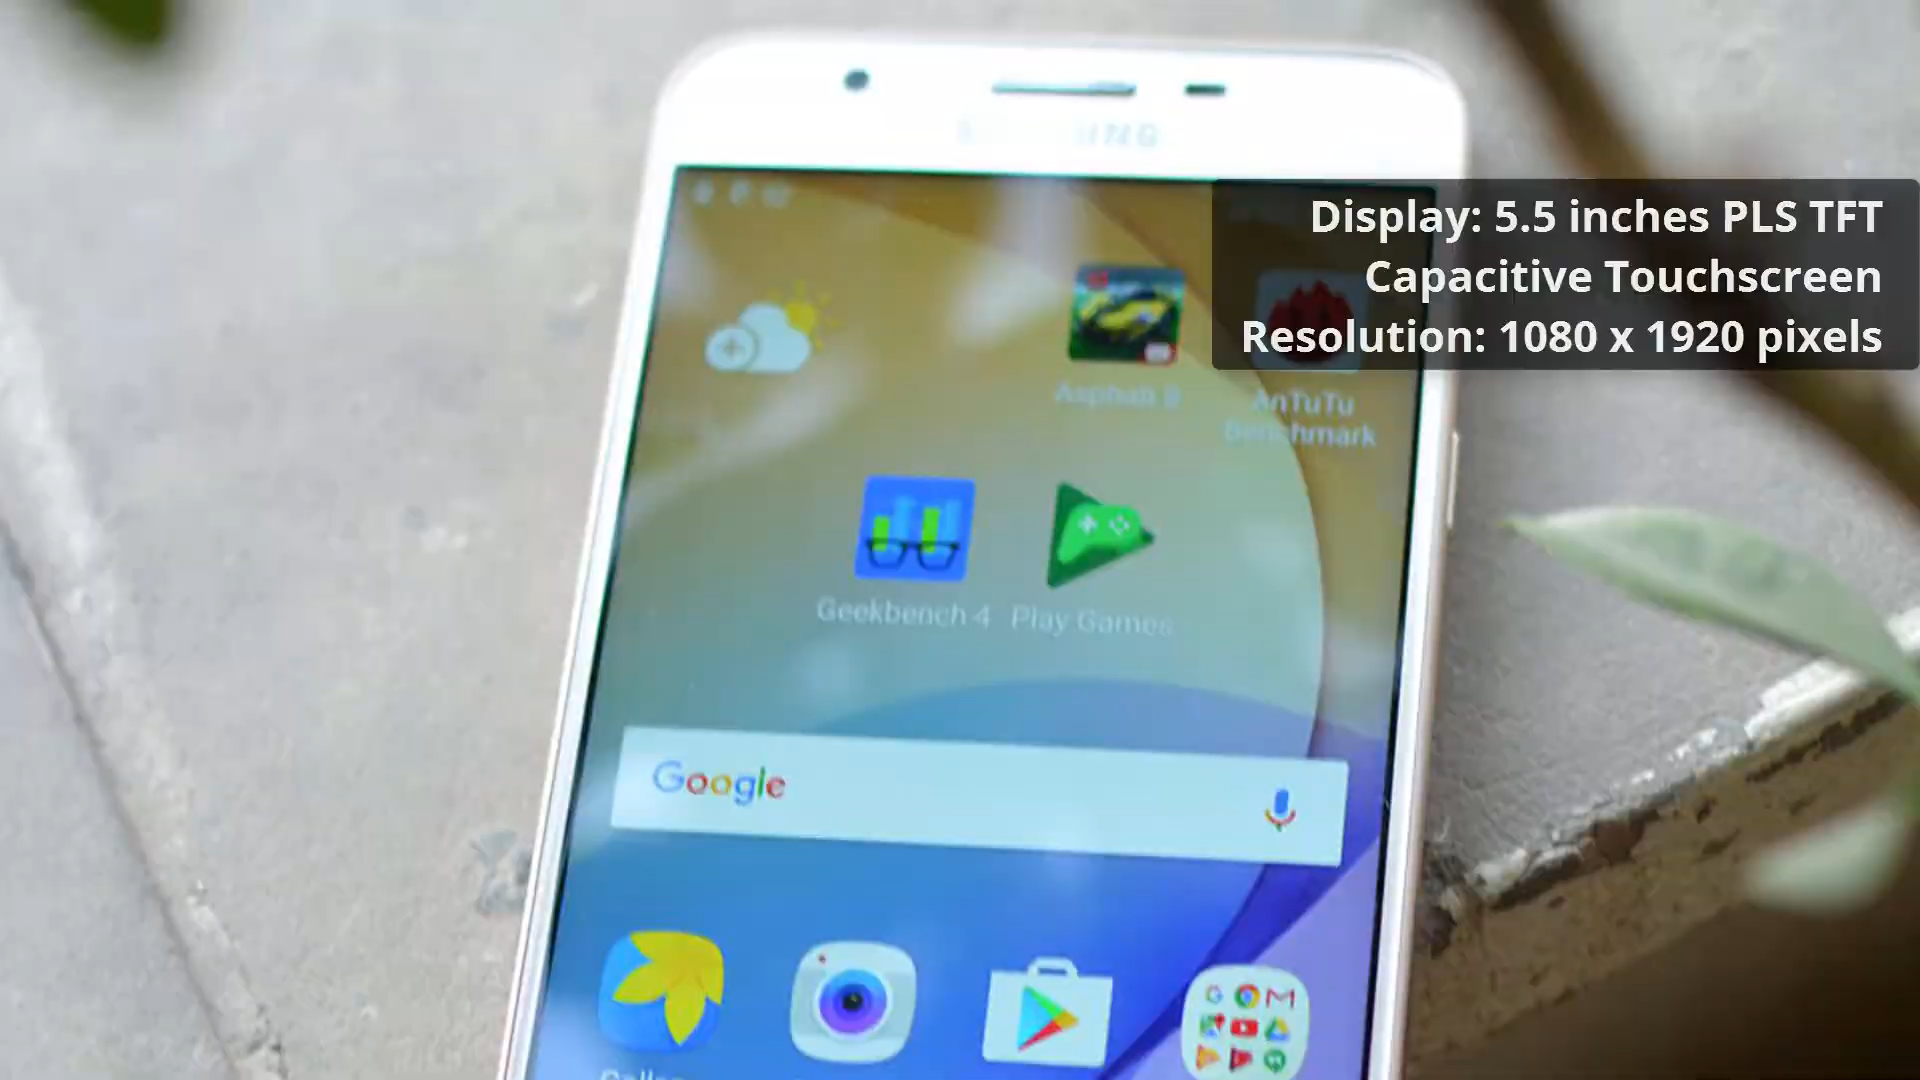 Display: 5.5 inches PLS TFT
Capacitive Touchscreen
Resolution: 1080 x 1920 pixels
Asphalt 8
AnTuTu
Benchmark
Geekbench 4
Play Games
Google